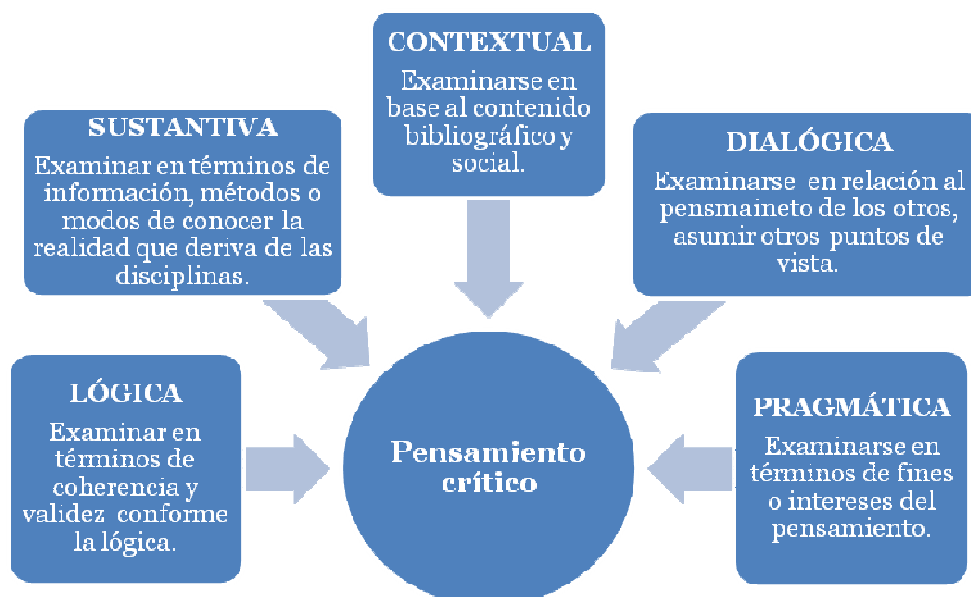 CONTEXTUAL
Examinarse en
base al contenido
bibliográfico y
social.
SUSTANTIVA
Examinar en términos de
información, métodos o
modos de conocer la
realidad que deriva de las
disciplinas.
DIALÓGICA
Examinarse en relación al
pensmaineto de los otros,
asumir otros puntos de
vista.
LÓGICA
Examinar en
términos de
coherencia y
validez conforme
la lógica.
Pensamiento
crítico
PRAGMÁTICA
Examinarse en
términos de fines
o intereses del
pensamiento.